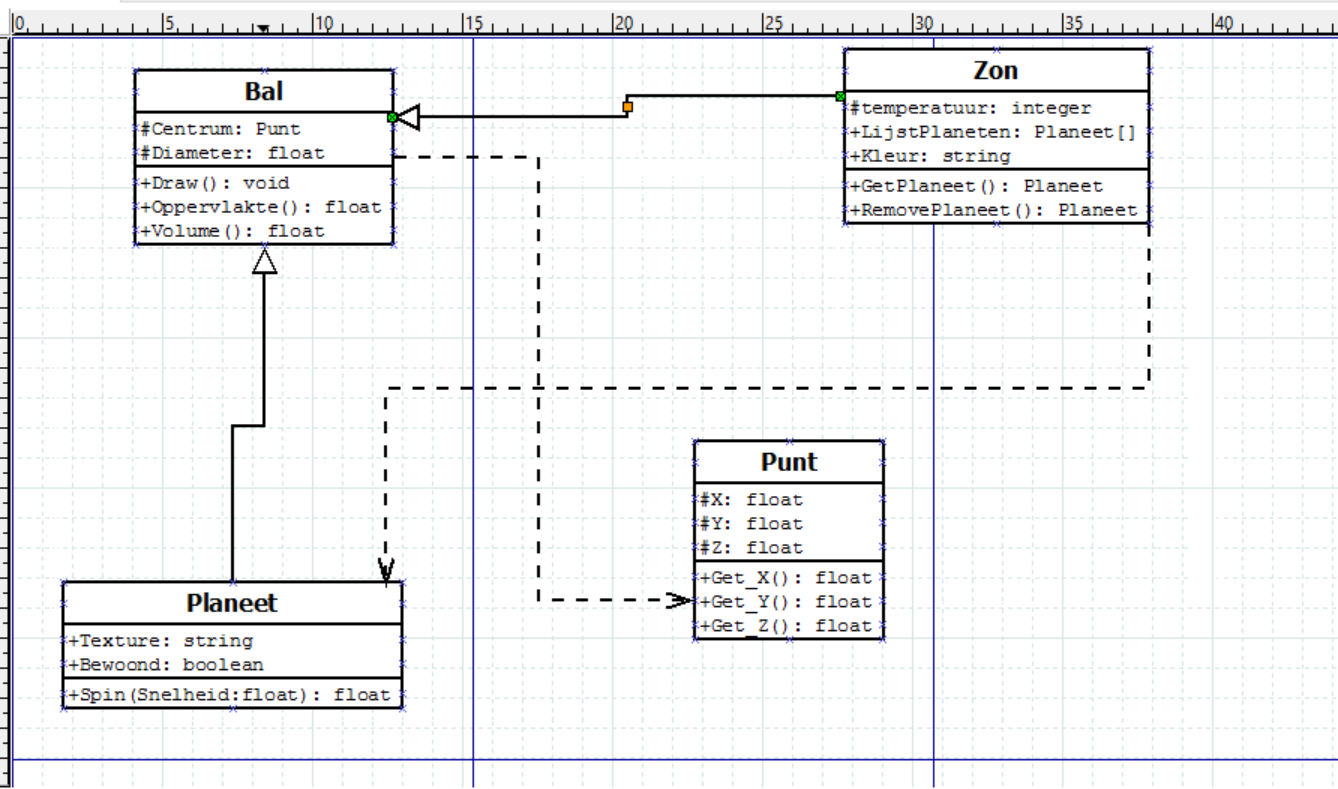 0 5 10 15 20 25 30 35 40
Bal
#Centrum: Punt
#Diameter: float
+Draw(): void
+Oppervlakte(): float
+Volume(): float
Zon
#temperatuur: integer
+LijstPlaneten: Planeet[]
+Kleur: string
+GetPlaneet(): Planeet
+RemovePlaneet(): Planeet
Punt
#X: float
#Y: float
#Z: float
+Get_X(): float
+Get_Y(): float
+Get_Z(): float
Planeet
+Texture: string
+Bewoond: boolean
+Spin(Snelheid:float): float